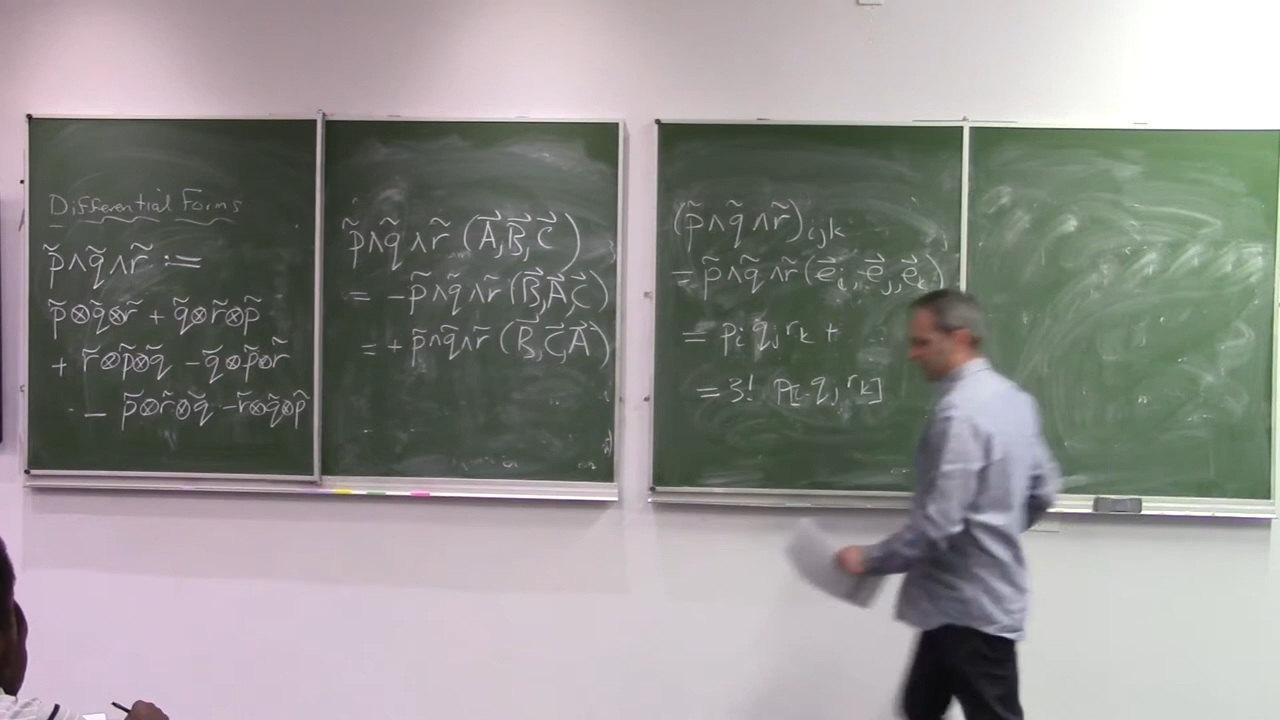 Differential Forms
p̃∧q̃∧r̃ :=
p̃⊗q̃⊗r̃ + q̃⊗r̃⊗p̃
+ r̃⊗p̃⊗q̃ - q̃⊗p̃⊗r̃
- p̃⊗r̃⊗q̃ - r̃⊗q̃⊗p̃
p̃∧q̃∧r̃ (A⃗,B⃗,C⃗)
= -p̃∧q̃∧r̃ (B⃗,A⃗,C⃗)
= + p̃∧q̃∧r̃ (B⃗,C⃗,A⃗)
(p̃∧q̃∧r̃)ᵢⱼₖ
= p̃∧q̃∧r̃ (e⃗ᵢ, e⃗ⱼ, e⃗ₖ)
= pᵢ qⱼ rₖ +
= 3! p[ᵢ qⱼ rₖ]